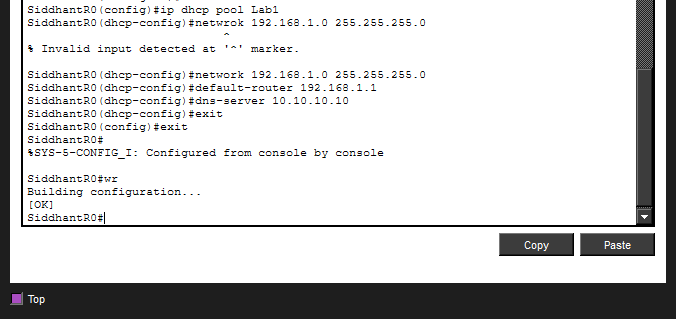 SiddhantR0(config)#ip dhcp pool Lab1
SiddhantR0(dhcp-config)#netwrok 192.168.1.0 255.255.255.0
^
% Invalid input detected at '^' marker.
SiddhantR0(dhcp-config)#network 192.168.1.0 255.255.255.0
SiddhantR0(dhcp-config)#default-router 192.168.1.1
SiddhantR0(dhcp-config)#dns-server 10.10.10.10
SiddhantR0(dhcp-config)#exit
SiddhantR0(config)#exit
SiddhantR0#
%SYS-5-CONFIG_I: Configured from console by console
SiddhantR0#wr
Building configuration...
[OK]
SiddhantR0#
Copy
Paste
Top